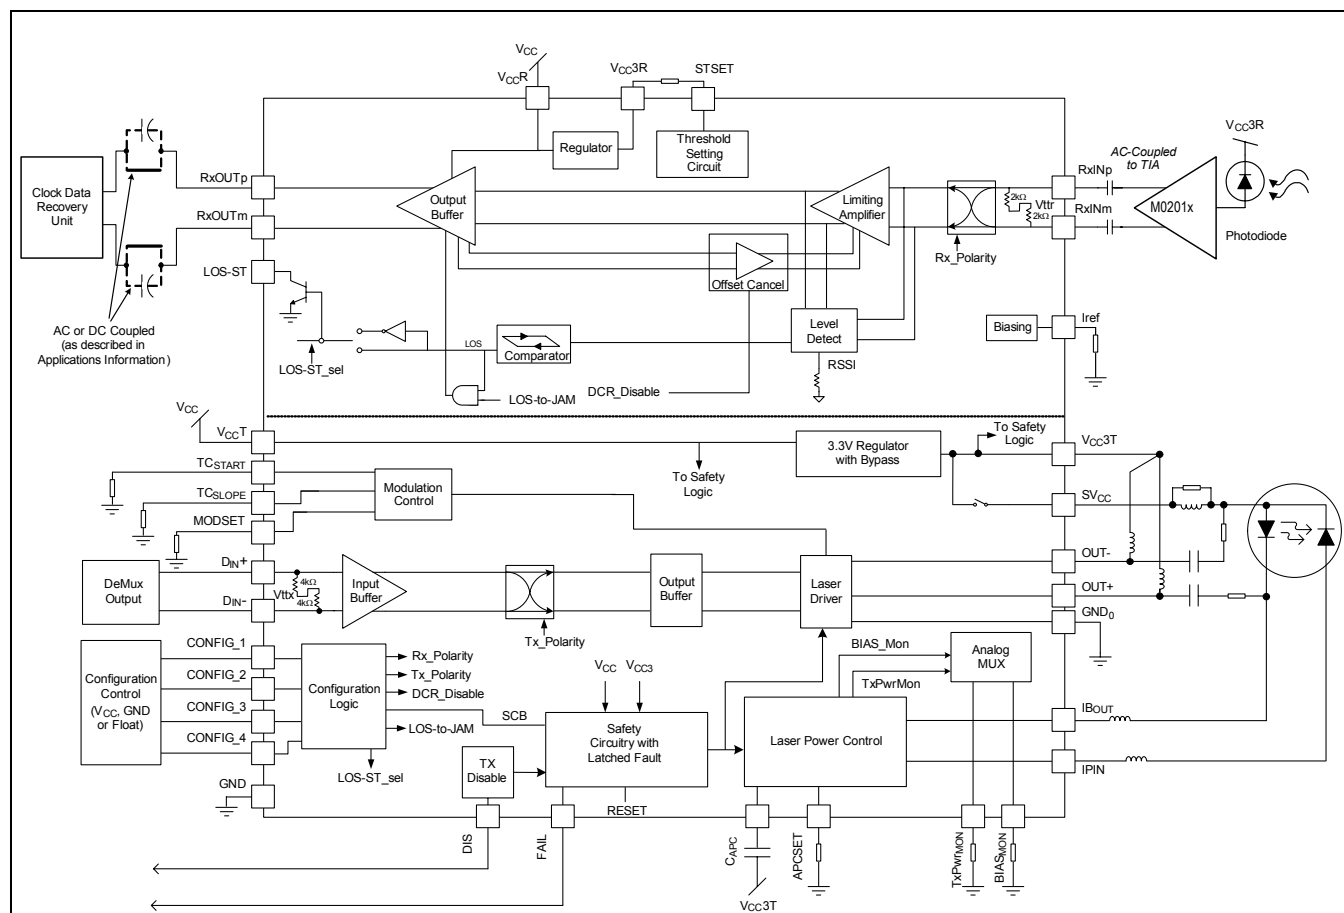 VCC
VCCR
VCC3R
STSET
Regulator
Threshold
Setting
Circuit
VCC3R
AC-Coupled
to TIA
Clock Data
Recovery
Unit
RxOUTp
RxOUTm
Output
Buffer
Limiting
Amplifier
2kΩ
Vttr
2kΩ
RxINp
RxINm
M0201x
Photodiode
Rx_Polarity
LOS-ST
Offset Cancel
AC or DC Coupled
(as described in
Applications Information)
LOS-ST_sel
LOS
Comparator
Level
Detect
RSSI
Biasing
Iref
LOS-to-JAM
DCR_Disable
VCC
VCCT
To Safety
Logic
3.3V Regulator
with Bypass
To Safety
Logic
VCC3T
TCSTART
TCSLOPE
MODSET
Modulation
Control
SVCC
DeMux
Output
DIN+
DIN-
4kΩ
Vttx
4kΩ
Input
Buffer
Tx_Polarity
Output
Buffer
Laser
Driver
OUT-
OUT+
GND0
Configuration
Control
(VCC, GND
or Float)
CONFIG_1
CONFIG_2
CONFIG_3
CONFIG_4
Configuration
Logic
Rx_Polarity
Tx_Polarity
DCR_Disable
LOS-to-JAM
LOS-ST_sel
VCC
VCC3
SCB
Safety
Circuitry with
Latched Fault
BIAS_Mon
TxPwrMon
Analog
MUX
Laser Power Control
IBOUT
IPIN
TX
Disable
RESET
GND
DIS
FAIL
CAPC
VCC3T
APCSET
TxPwrMON
BIASMON